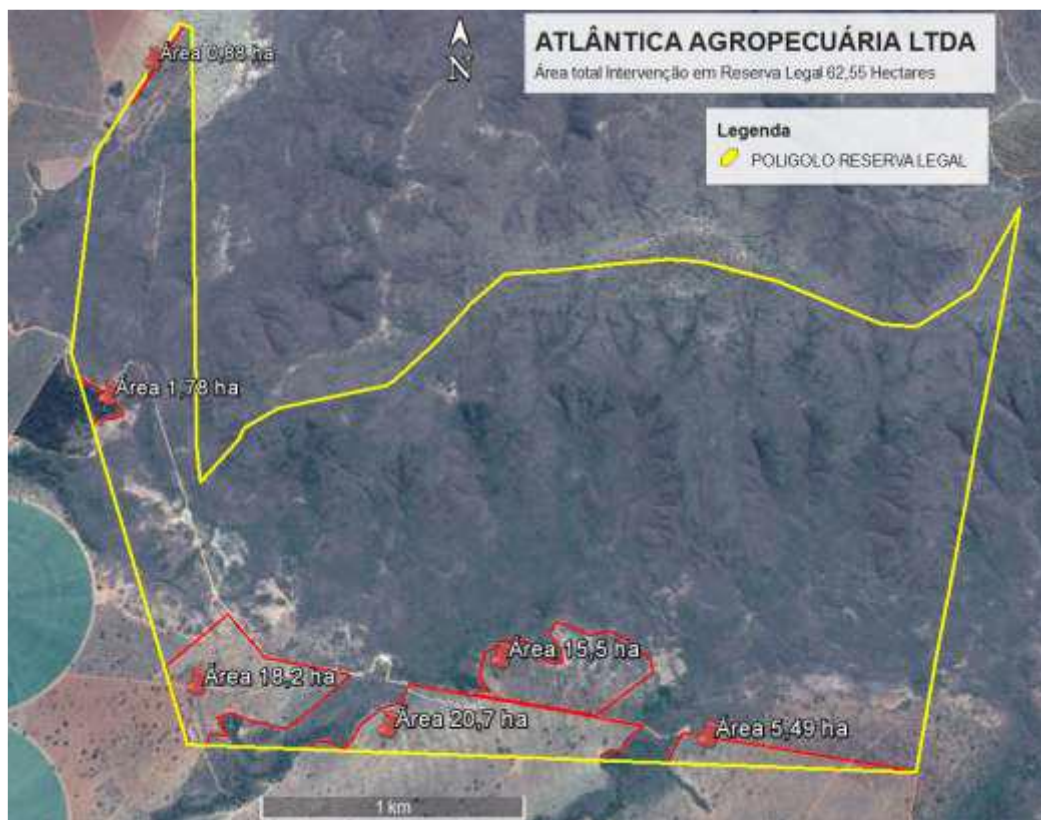 Área 0,88 ha
N
ATLÂNTICA AGROPECUÁRIA LTDA
Área total Intervenção em Reserva Legal 62,55 Hectares
Legenda
POLIGOLO RESERVA LEGAL
Área 1,78 ha
Área 15,5 ha
Área 18,2 ha
Área 20,7 ha
Área 5,49 ha
1 km